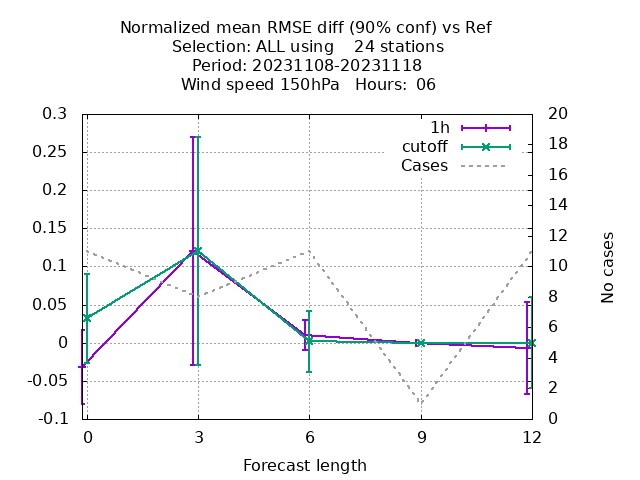 Normalized mean RMSE diff (90% conf) vs Ref
Selection: ALL using    24 stations
Period: 20231108-20231118
Wind speed 150hPa   Hours:  06
0.3
0.25
0.2
0.15
0.1
0.05
0
-0.05
-0.1
1h
cutoff
Cases
20
18
16
14
12
10
8
6
4
2
0
No cases
0
3
6
9
12
Forecast length